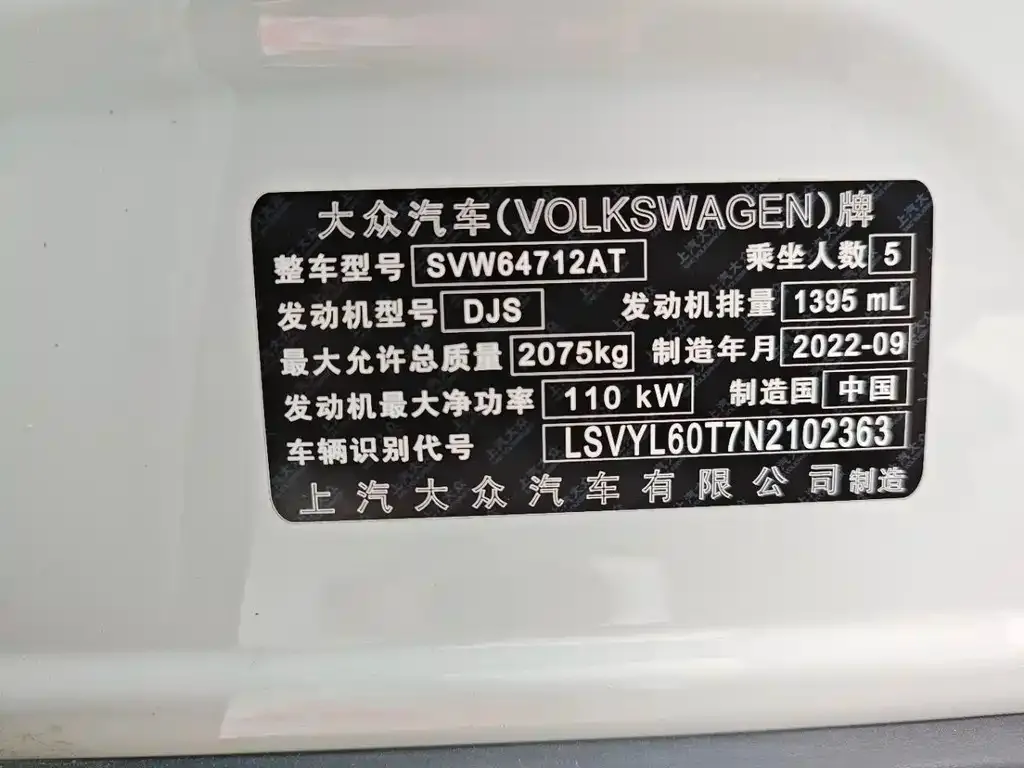 大众汽车(VOLKSWAGEN)牌
整车型号 SVW64712AT 乘坐人数 5
发动机型号 DJS 发动机排量 1395 mL
最大允许总质量 2075kg 制造年月 2022-09
发动机最大净功率 110 kW 制造国 中国
车辆识别代号 LSVYL60T7N2102363
上汽大众汽车有限公司制造